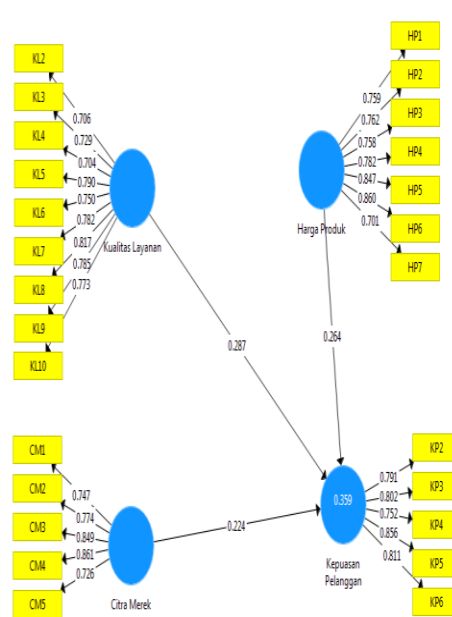 KL2
KL3
KL4
KL5
KL6
KL7
KL8
KL9
KL10
0.706
0.729
0.704
0.790
0.750
0.782
0.817
0.785
0.773
Kualitas Layanan
HP1
HP2
HP3
HP4
HP5
HP6
HP7
0.759
0.762
0.758
0.782
0.847
0.860
0.701
Harga Produk
0.287
0.264
0.224
CM1
CM2
CM3
CM4
CM5
0.747
0.774
0.849
0.861
0.726
Citra Merek
0.359
Kepuasan
Pelanggan
0.791
0.802
0.752
0.856
0.811
KP2
KP3
KP4
KP5
KP6